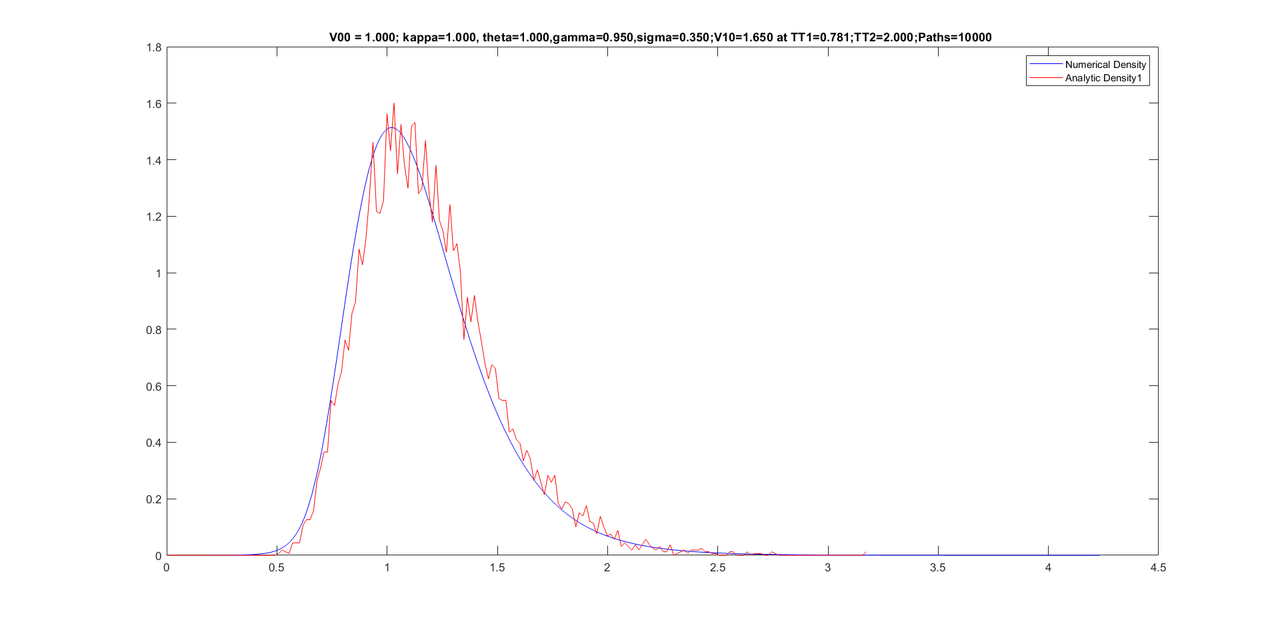 V00 = 1.000; kappa=1.000, theta=1.000,gamma=0.950,sigma=0.350;V10=1.650 at TT1=0.781;TT2=2.000;Paths=10000
Numerical Density
Analytic Density1
1.8
1.6
1.4
1.2
1
0.8
0.6
0.4
0.2
0
0 0.5 1 1.5 2 2.5 3 3.5 4 4.5